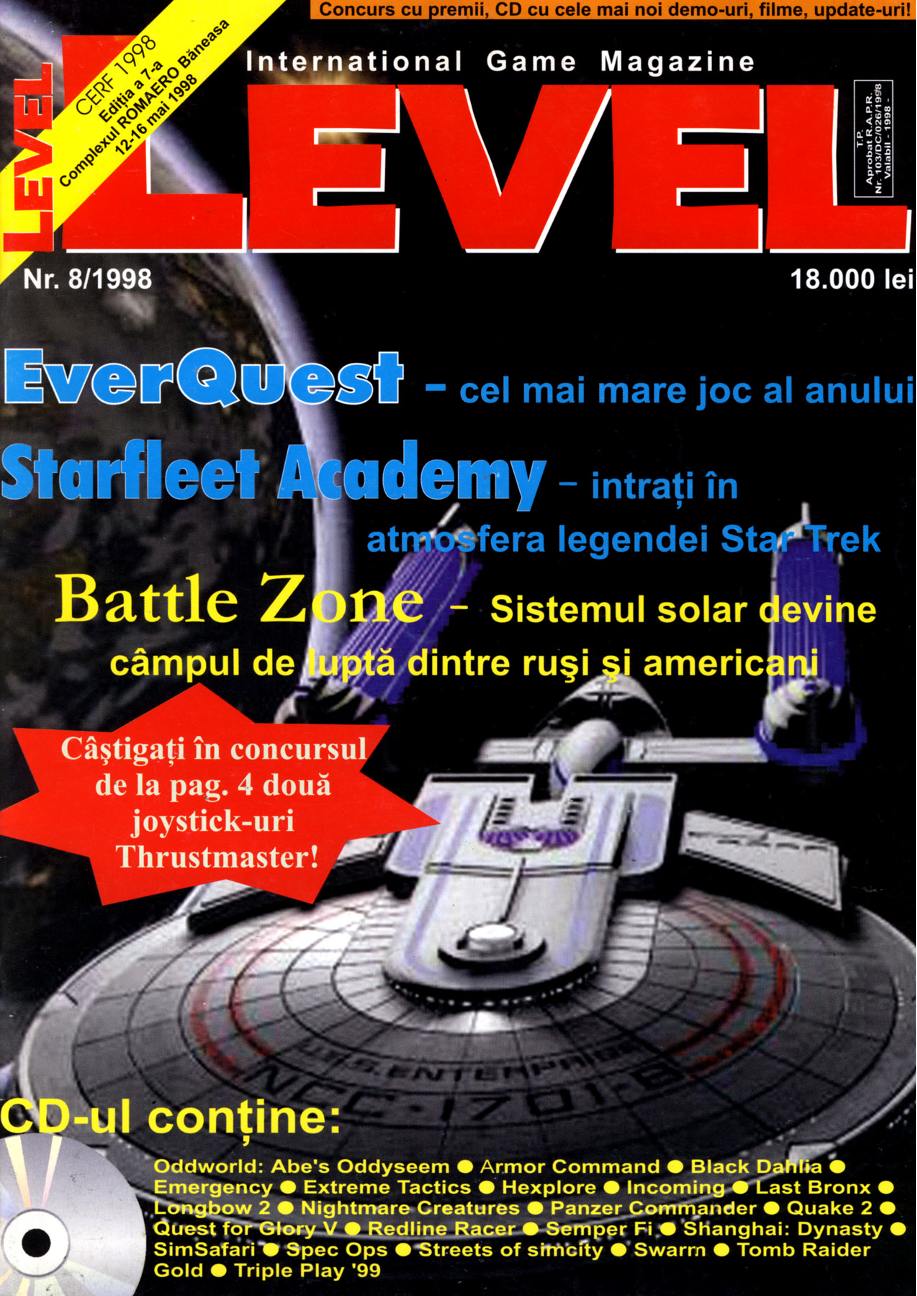 Concurs cu premii, CD cu cele mai noi demo-uri, filme, update-uri!
CERF 1998
Ediția a 7-a
Complexul ROMAERO Băneasa
12-16 mai 1998
LEVEL
International Game Magazine
LEVEL
T.P.
Aprobat R.A.P.R.
Nr. 103/DC/026/1998
Valabil - 1998 -
Nr. 8/1998
18.000 lei
EverQuest - cel mai mare joc al anului
Starfleet Academy – intrați în
atmosfera legendei Star Trek
Battle Zone – Sistemul solar devine
câmpul de luptă dintre ruşi şi americani
Câştigați în concursul
de la pag. 4 două
joystick-uri
Thrustmaster!
U.S.S. ENTERPRISE
NCC-1701-B
CD-ul conține:
Oddworld: Abe's Oddyseem ● Armor Command ● Black Dahlia ●
Emergency ● Extreme Tactics ● Hexplore ● Incoming ● Last Bronx ●
Longbow 2 ● Nightmare Creatures ● Panzer Commander ● Quake 2 ●
Quest for Glory V ● Redline Racer ● Semper Fi ● Shanghai: Dynasty ●
SimSafari ● Spec Ops ● Streets of simcity ● Swarm ● Tomb Raider
Gold ● Triple Play '99